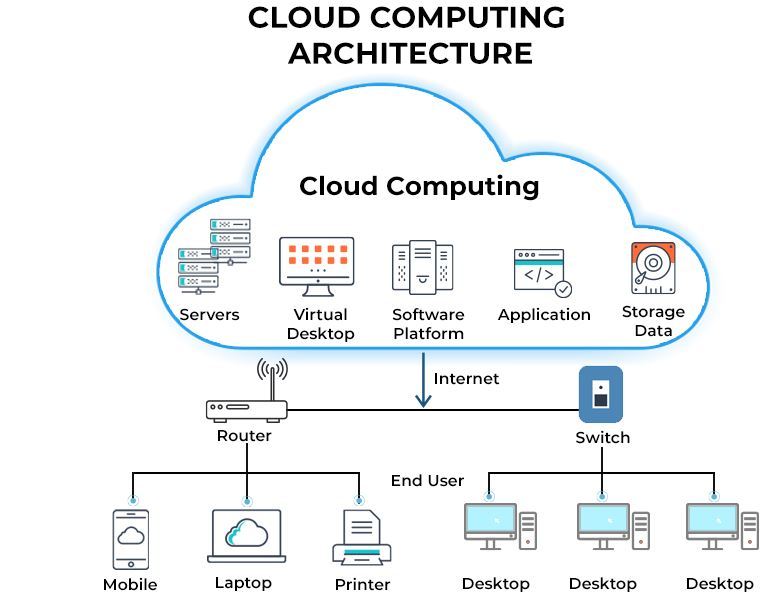 CLOUD COMPUTING
ARCHITECTURE
Cloud Computing
Servers
Virtual
Desktop
Software
Platform
</>
Application
Storage
Data
Internet
Router
Switch
End User
Mobile
Laptop
Printer
Desktop
Desktop
Desktop